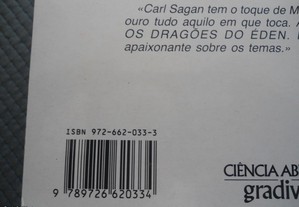 «Carl Sagan tem o toque de M
ouro tudo aquilo em que toca. A
OS DRAGÕES DO ÉDEN.
apaixonante sobre os temas.»
ISBN 972-662-033-3
9 789726 620334
CIÊNCIA AB
gradiv